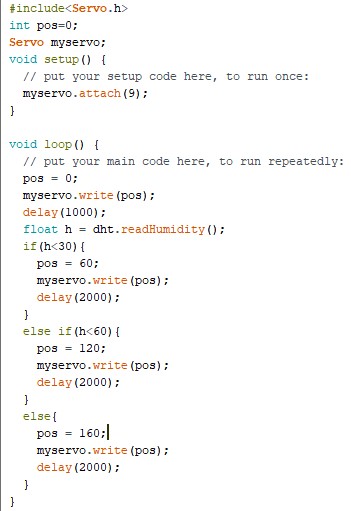 #include<Servo.h>
int pos=0;
Servo myservo;
void setup() {
  // put your setup code here, to run once:
  myservo.attach(9);
}

void loop() {
  // put your main code here, to run repeatedly:
  pos = 0;
  myservo.write(pos);
  delay(1000);
  float h = dht.readHumidity();
  if(h<30){
    pos = 60;
    myservo.write(pos);
    delay(2000);
  }
  else if(h<60){
    pos = 120;
    myservo.write(pos);
    delay(2000);
  }
  else{
    pos = 160;
    myservo.write(pos);
    delay(2000);
  }
}